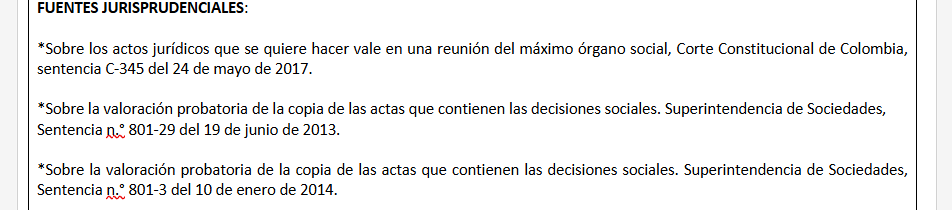 FUENTES JURISPRUDENCIALES:
*Sobre los actos jurídicos que se quiere hacer vale en una reunión del máximo órgano social, Corte Constitucional de Colombia,
sentencia C-345 del 24 de mayo de 2017.
*Sobre la valoración probatoria de la copia de las actas que contienen las decisiones sociales. Superintendencia de Sociedades,
Sentencia n.° 801-29 del 19 de junio de 2013.
*Sobre la valoración probatoria de la copia de las actas que contienen las decisiones sociales. Superintendencia de Sociedades,
Sentencia n.° 801-3 del 10 de enero de 2014.